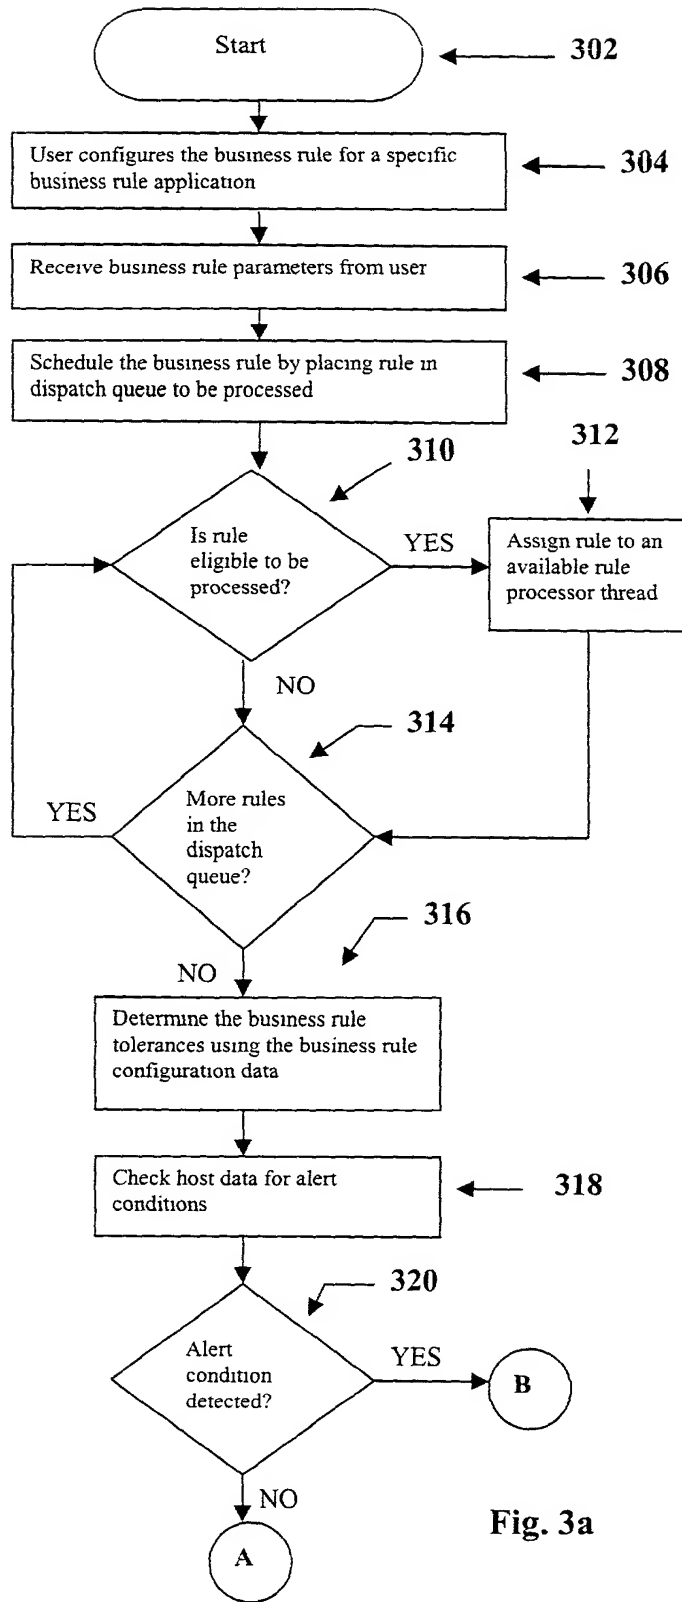 Start
302
User configures the business rule for a specific
business rule application
304
Receive business rule parameters from user
306
Schedule the business rule by placing rule in
dispatch queue to be processed
308
310
312
Is rule
eligible to be
processed?
YES
Assign rule to an
available rule
processor thread
NO
314
YES
More rules
in the
dispatch
queue?
316
NO
Determine the business rule
tolerances using the business rule
configuration data
Check host data for alert
conditions
318
320
Alert
condition
detected?
YES
B
NO
Fig. 3a
A